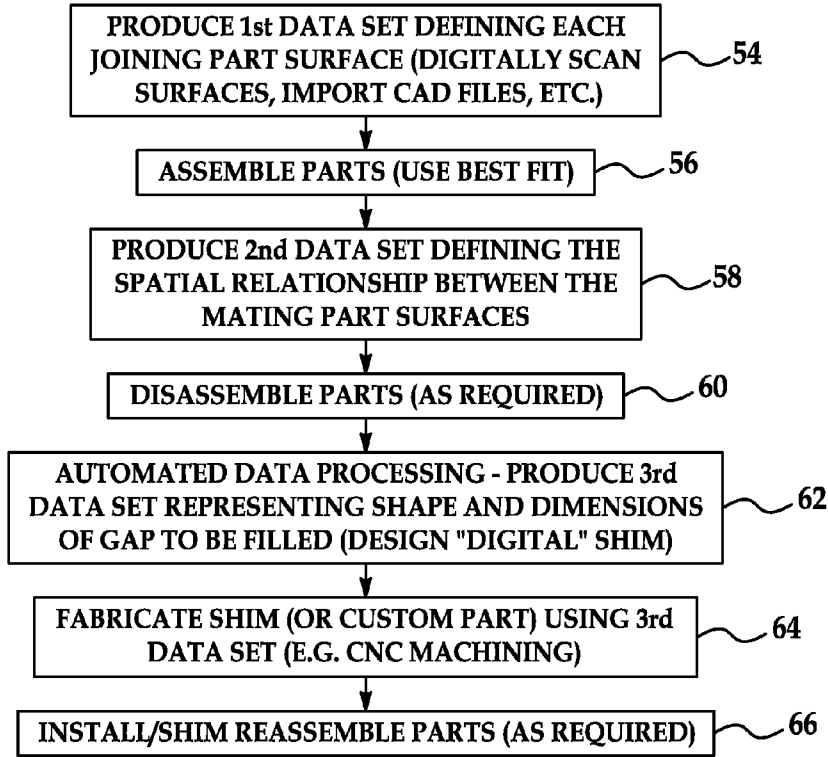 PRODUCE 1st DATA SET DEFINING EACH
JOINING PART SURFACE (DIGITALLY SCAN
SURFACES, IMPORT CAD FILES, ETC.)
54
ASSEMBLE PARTS (USE BEST FIT)
56
PRODUCE 2nd DATA SET DEFINING THE
SPATIAL RELATIONSHIP BETWEEN THE
MATING PART SURFACES
58
DISASSEMBLE PARTS (AS REQUIRED)
60
AUTOMATED DATA PROCESSING - PRODUCE 3rd
DATA SET REPRESENTING SHAPE AND DIMENSIONS
OF GAP TO BE FILLED (DESIGN "DIGITAL" SHIM)
62
FABRICATE SHIM (OR CUSTOM PART) USING 3rd
DATA SET (E.G. CNC MACHINING)
64
INSTALL/SHIM REASSEMBLE PARTS (AS REQUIRED)
66